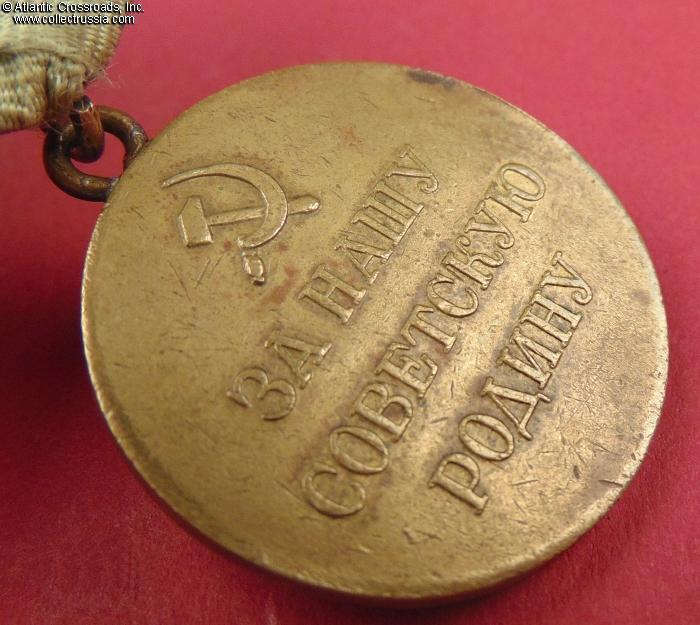 © Atlantic Crossroads, Inc.
www.collectrussia.com
ЗА НАШУ
СОВЕТСКУЮ
РОДИНУ